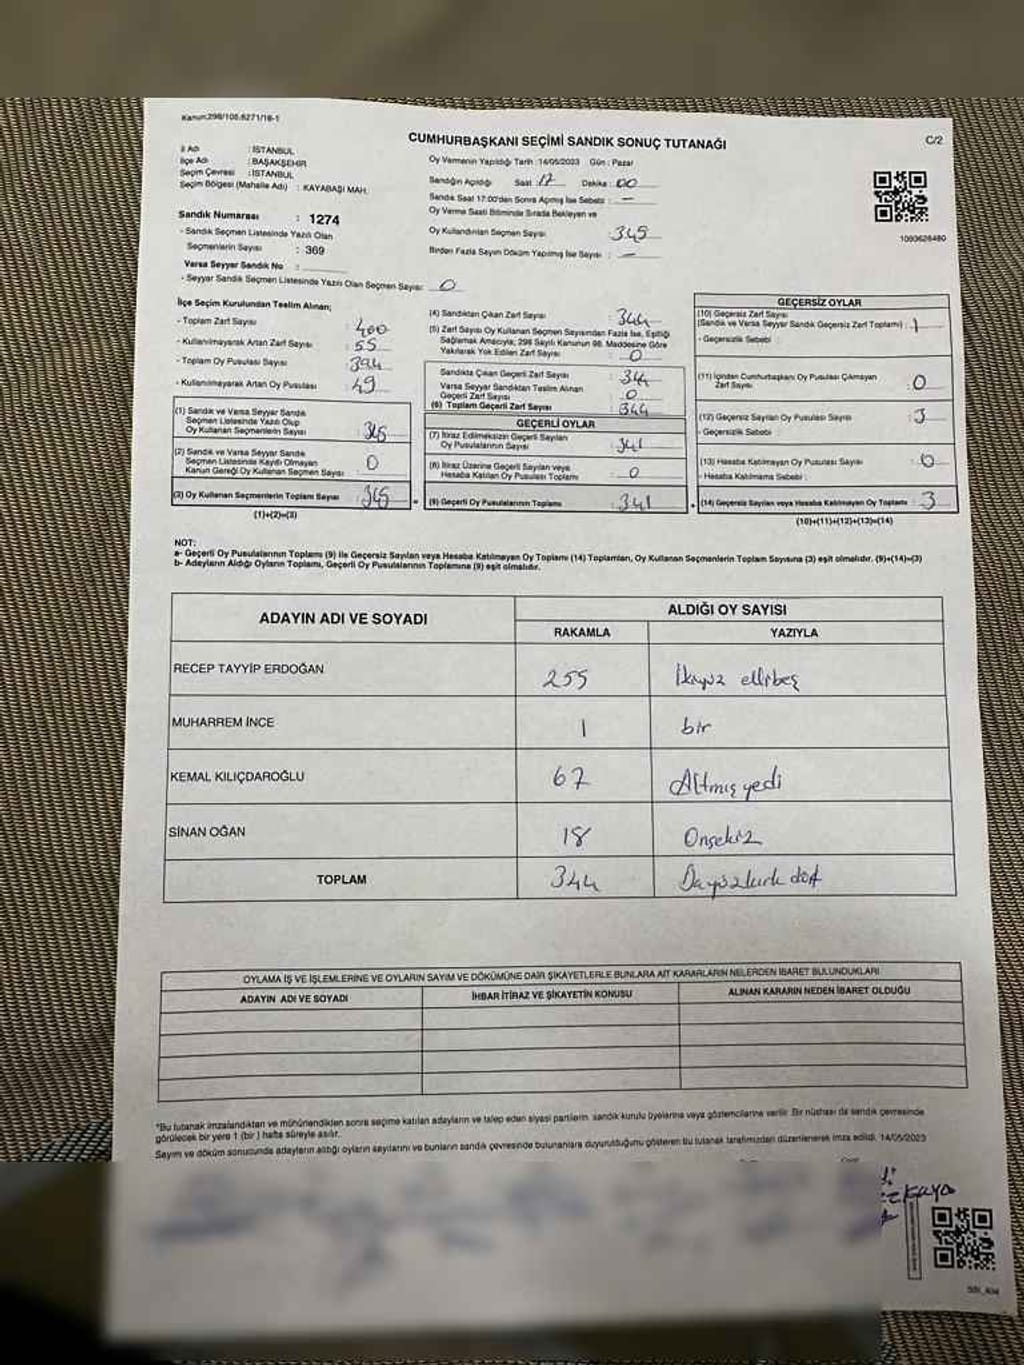 Kanun:298/105.6271/16-1
CUMHURBAŞKANI SEÇİMİ SANDIK SONUÇ TUTANAĞI
C/2
İl Adı : İSTANBUL
İlçe Adı : BAŞAKŞEHİR
Seçim Çevresi : İSTANBUL
Seçim Bölgesi (Mahalle Adı) : KAYABAŞI MAH.
Sandık Numarası : 1274
- Sandık Seçmen Listesinde Yazılı Olan
Seçmenlerin Sayısı : 369
Varsa Seyyar Sandık No :
- Seyyar Sandık Seçmen Listesinde Yazılı Olan Seçmen Sayısı: 0
Oy Vermenin Yapıldığı Tarih : 14/05/2023 Gün : Pazar
Sandığın Açıldığı Saat : 17 Dakika : 00
Sandık Saat 17:00'den Sonra Açılmış İse Sebebi : —
Oy Verme Saati Bitiminde Sırada Bekleyen ve
Oy Kullandırılan Seçmen Sayısı : 345
Birden Fazla Sayım Döküm Yapılmış İse Sayısı : —
1093626480
İlçe Seçim Kurulundan Teslim Alınan;
- Toplam Zarf Sayısı : 400
- Kullanılmayarak Artan Zarf Sayısı : 55
- Toplam Oy Pusulası Sayısı : 394
- Kullanılmayarak Artan Oy Pusulası : 49
(1) Sandık ve Varsa Seyyar Sandık
Seçmen Listesinde Yazılı Olup
Oy Kullanan Seçmenlerin Sayısı : 345
(2) Sandık ve Varsa Seyyar Sandık
Seçmen Listesinde Kaydı Olmayan
Kanun Gereği Oy Kullanan Seçmen Sayısı : 0
(3) Oy Kullanan Seçmenlerin Toplam Sayısı : 345
(1)+(2)=(3)
(4) Sandıktan Çıkan Zarf Sayısı : 344
(5) Zarf Sayısı Oy Kullanan Seçmen Sayısından Fazla İse, Eşitliği
Sağlamak Amacıyla; 298 Sayılı Kanunun 98. Maddesine Göre
Yakılarak Yok Edilen Zarf Sayısı : 0
Sandıkta Çıkan Geçerli Zarf Sayısı : 344
Varsa Seyyar Sandıktan Teslim Alınan
Geçerli Zarf Sayısı : 0
(6) Toplam Geçerli Zarf Sayısı : 344
GEÇERLİ OYLAR
(7) İtiraz Edilmeksizin Geçerli Sayılan
Oy Pusulalarının Sayısı : 341
(8) İtiraz Üzerine Geçerli Sayılan veya
Hesaba Katılan Oy Pusulası Toplamı : 0
(9) Geçerli Oy Pusulalarının Toplamı : 341
GEÇERSİZ OYLAR
(10) Geçersiz Zarf Sayısı
(Sandık ve Varsa Seyyar Sandık Geçersiz Zarf Toplamı) : 1
- Geçersizlik Sebebi :
(11) İçinden Cumhurbaşkanı Oy Pusulası Çıkmayan
Zarf Sayısı : 0
(12) Geçersiz Sayılan Oy Pusulası Sayısı : 3
- Geçersizlik Sebebi :
(13) Hesaba Katılmayan Oy Pusulası Sayısı : 0
- Hesaba Katılmama Sebebi :
(14) Geçersiz Sayılan veya Hesaba Katılmayan Oy Toplamı : 3
(10)+(11)+(12)+(13)=(14)
NOT:
a- Geçerli Oy Pusulalarının Toplamı (9) ile Geçersiz Sayılan veya Hesaba Katılmayan Oy Toplamı (14) Toplamları, Oy Kullanan Seçmenlerin Toplam Sayısına (3) eşit olmalıdır. (9)+(14)=(3)
b- Adayların Aldığı Oyların Toplamı, Geçerli Oy Pusulalarının Toplamına (9) eşit olmalıdır.
ADAYIN ADI VE SOYADI
ALDIĞI OY SAYISI
RAKAMLA YAZIYLA
RECEP TAYYİP ERDOĞAN 255 İkiyüz ellibeş
MUHARREM İNCE 1 bir
KEMAL KILIÇDAROĞLU 67 Altmış yedi
SİNAN OĞAN 18 Onsekiz
TOPLAM 344
OYLAMA İŞ VE İŞLEMLERİNE VE OYLARIN SAYIM VE DÖKÜMÜNE DAİR ŞİKAYETLERLE BUNLARA AİT KARARLARIN NELERDEN İBARET BULUNDUKLARI
ADAYIN ADI VE SOYADI İHBAR İTİRAZ VE ŞİKAYETİN KONUSU ALINAN KARARIN NEDEN İBARET OLDUĞU
*Bu tutanak imzalandıktan ve mühürlendikten sonra seçime katılan adayların ve talep eden siyasi partilerin sandık kurulu üyelerine veya gözlemcilerine verilir. Bir nüshası da sandık çevresinde
görülecek bir yere 1 (bir) hafta süreyle asılır.
Sayım ve döküm sonucunda adayların aldığı oyların sayılarını ve bunların sandık çevresinde bulunanlara duyurulduğunu gösteren bu tutanak tarafımızdan düzenlenerek imza edildi. 14/05/2023